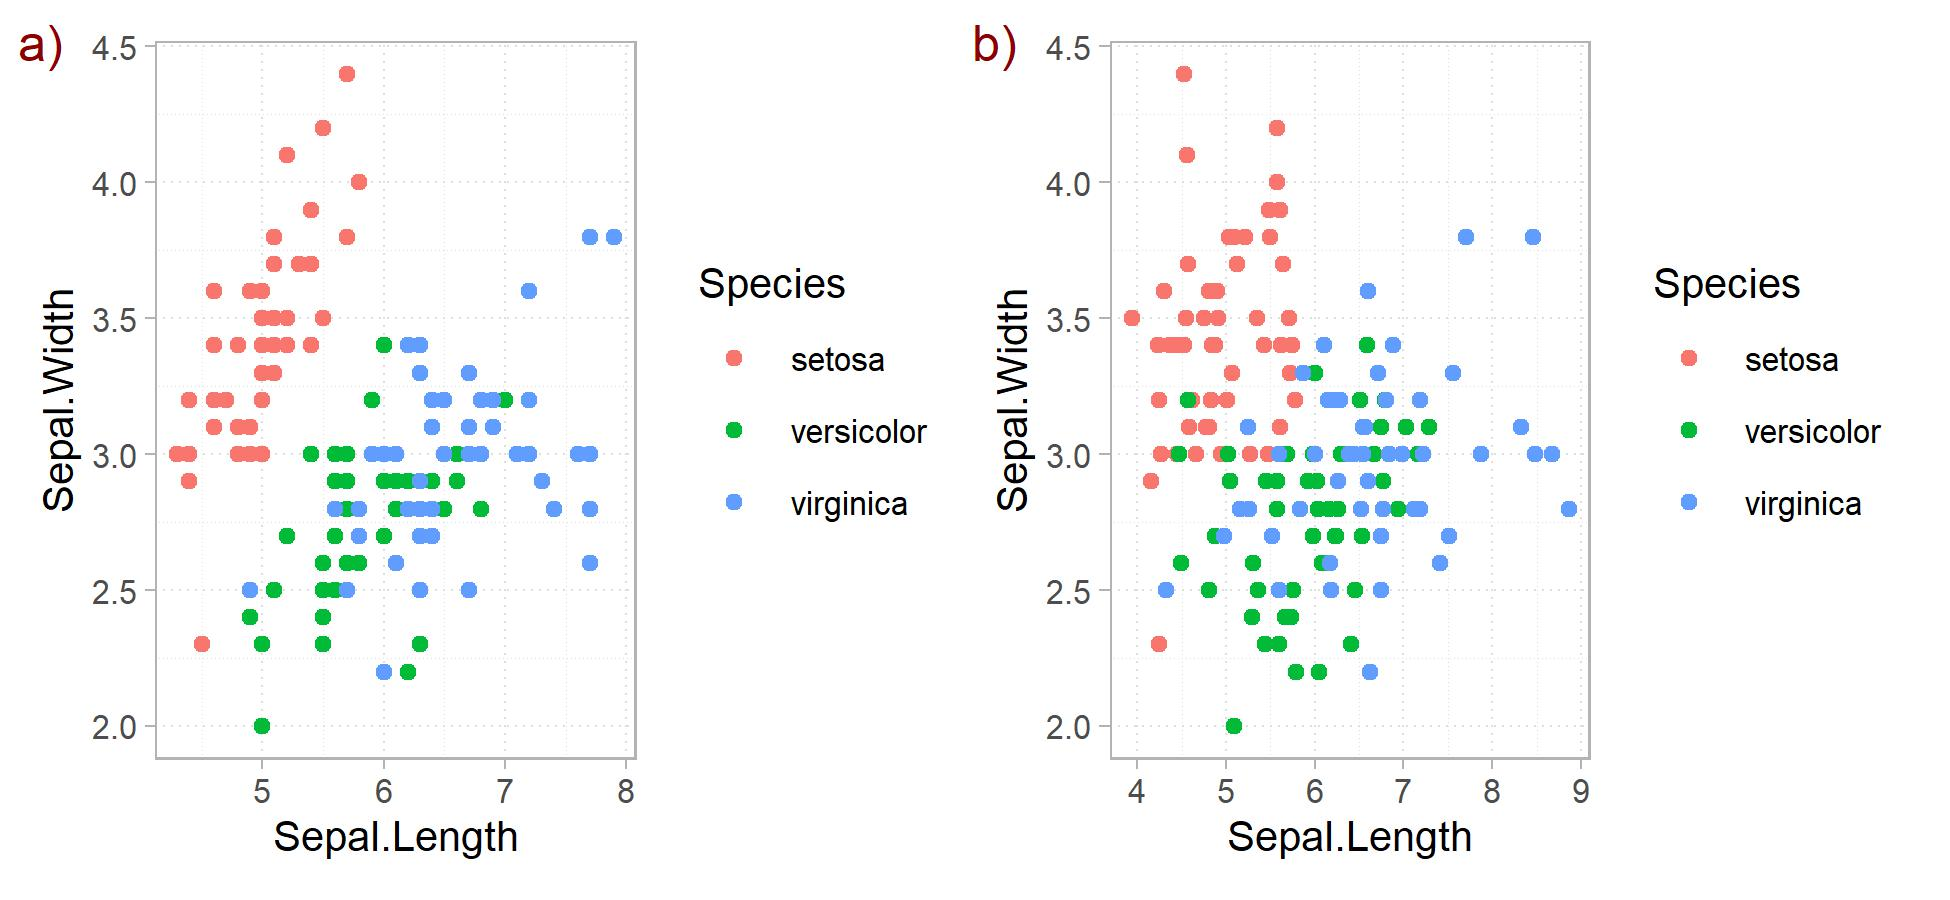 a)
4.5
4.0
3.5
3.0
2.5
2.0
Sepal.Width
5 6 7 8
Sepal.Length
Species
setosa
versicolor
virginica
b)
4.5
4.0
3.5
3.0
2.5
2.0
Sepal.Width
4 5 6 7 8 9
Sepal.Length
Species
setosa
versicolor
virginica